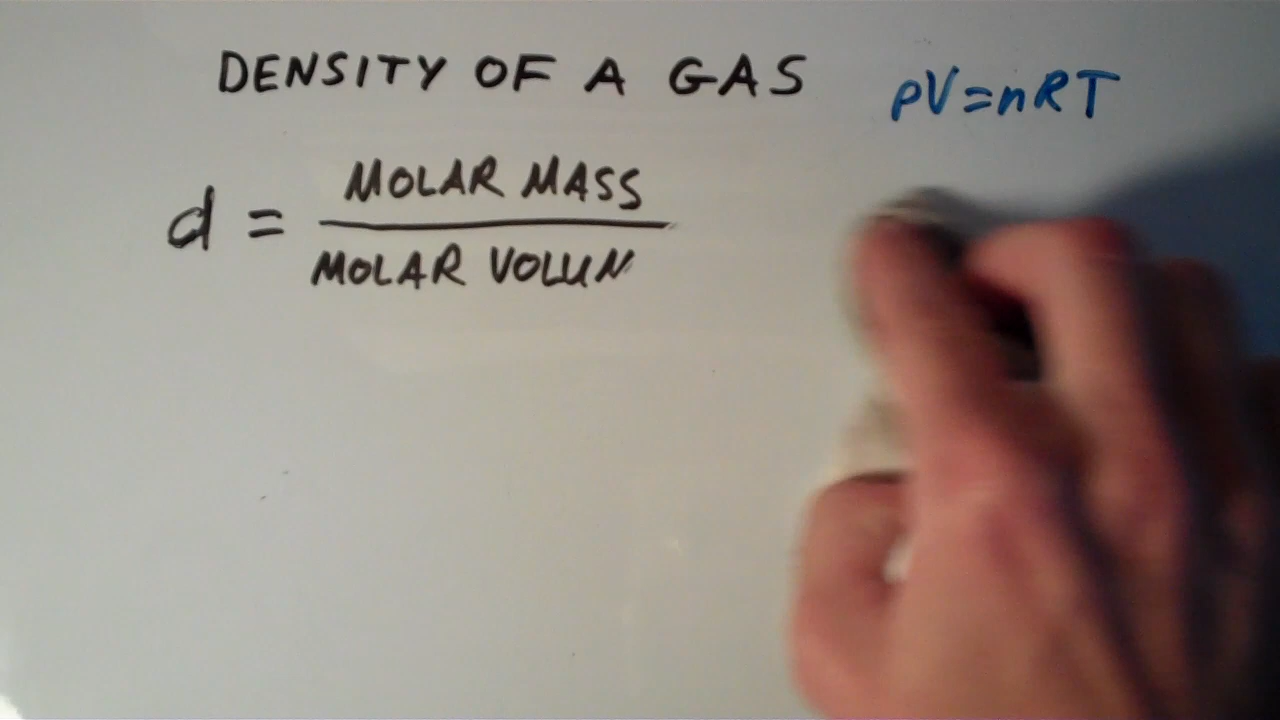 DENSITY OF A GAS
pV=nRT
d = MOLAR MASS
MOLAR VOLUN